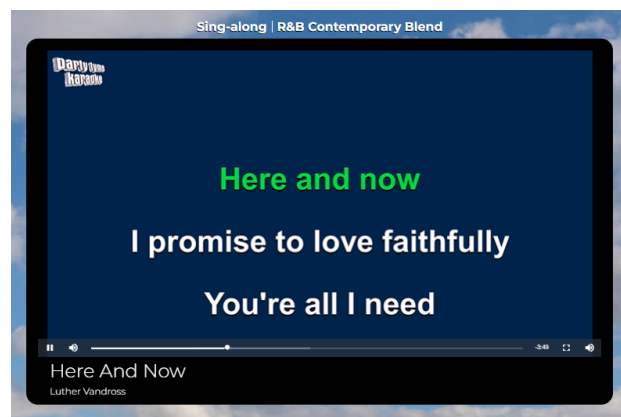 Sing-along | R&B Contemporary Blend
Party Tyme
Karaoke
Here and now
I promise to love faithfully
You're all I need
-3:49
Here And Now
Luther Vandross